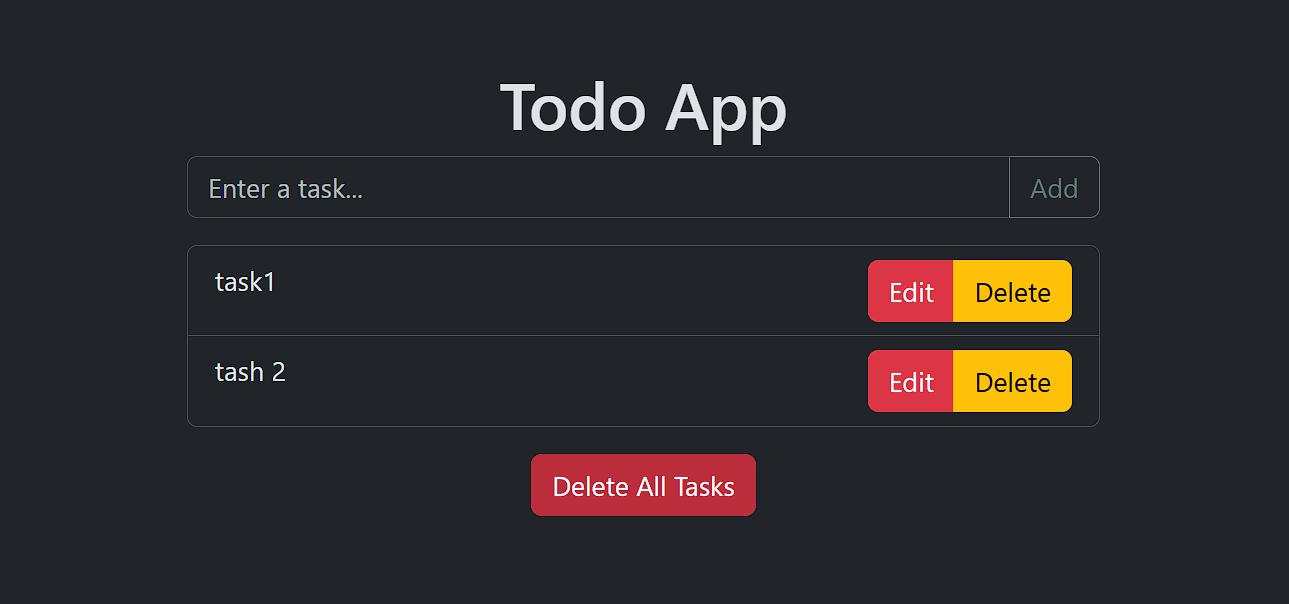 Todo App
Enter a task... Add
task1 Edit Delete
tash 2 Edit Delete
Delete All Tasks